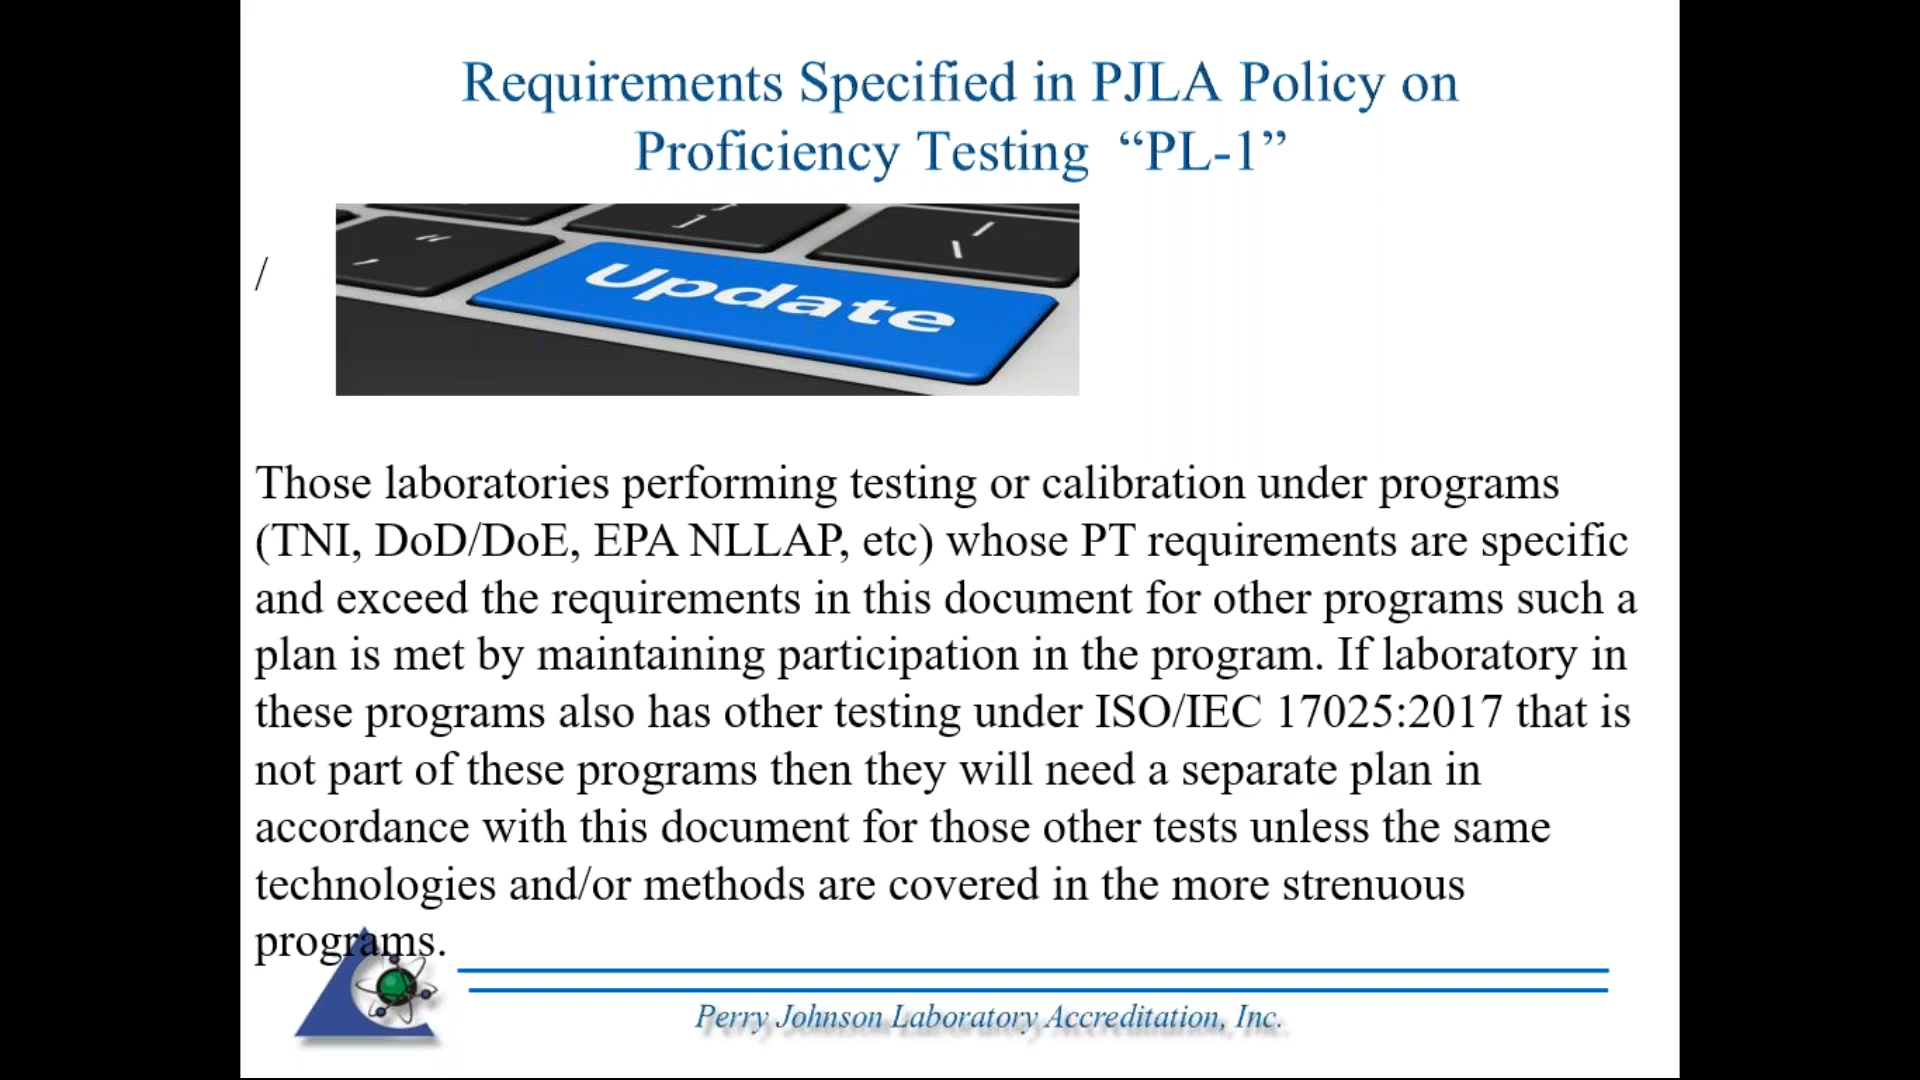 Requirements Specified in PJLA Policy on
Proficiency Testing “PL-1”
/
Update
Those laboratories performing testing or calibration under programs
(TNI, DoD/DoE, EPA NLLAP, etc) whose PT requirements are specific
and exceed the requirements in this document for other programs such a
plan is met by maintaining participation in the program. If laboratory in
these programs also has other testing under ISO/IEC 17025:2017 that is
not part of these programs then they will need a separate plan in
accordance with this document for those other tests unless the same
technologies and/or methods are covered in the more strenuous
programs.
Perry Johnson Laboratory Accreditation, Inc.